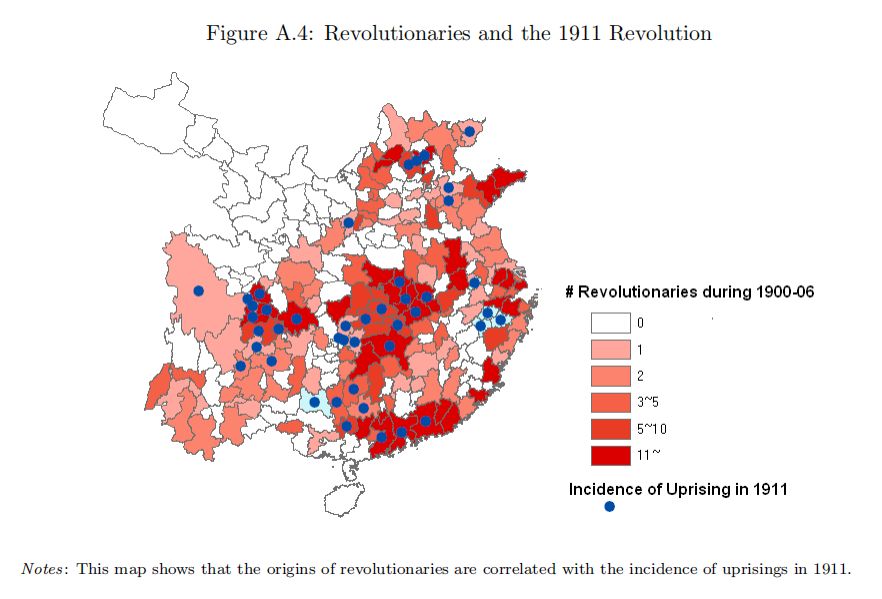 Figure A.4: Revolutionaries and the 1911 Revolution
# Revolutionaries during 1900-06
0
1
2
3~5
5~10
11~
Incidence of Uprising in 1911
Notes: This map shows that the origins of revolutionaries are correlated with the incidence of uprisings in 1911.